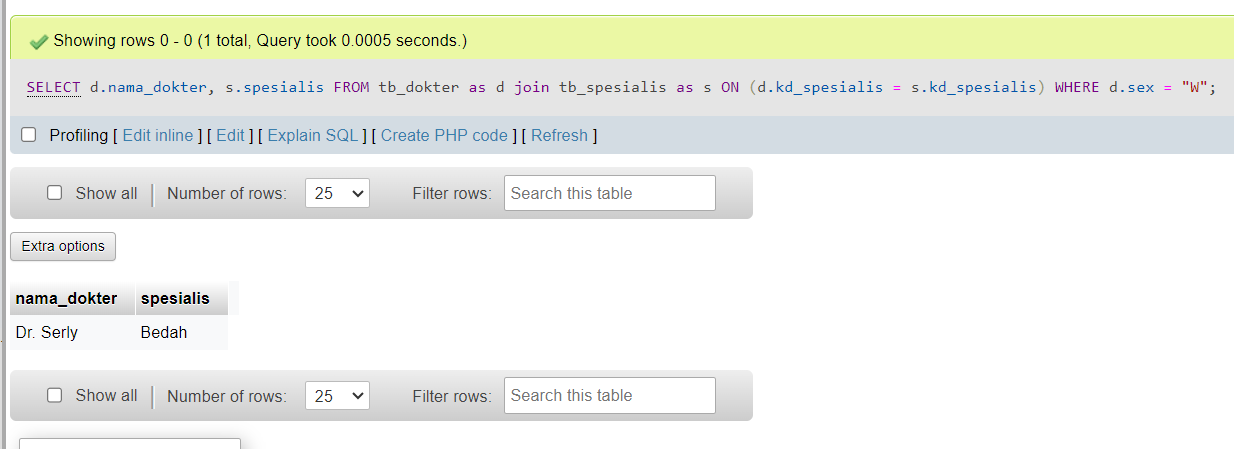 Showing rows 0 - 0 (1 total, Query took 0.0005 seconds.)
SELECT d.nama_dokter, s.spesialis FROM tb_dokter as d join tb_spesialis as s ON (d.kd_spesialis = s.kd_spesialis) WHERE d.sex = "W";
Profiling [ Edit inline ] [ Edit ] [ Explain SQL ] [ Create PHP code ] [ Refresh ]
Show all | Number of rows: 25 Filter rows: Search this table
Extra options
nama_dokter spesialis
Dr. Serly Bedah
Show all | Number of rows: 25 Filter rows: Search this table